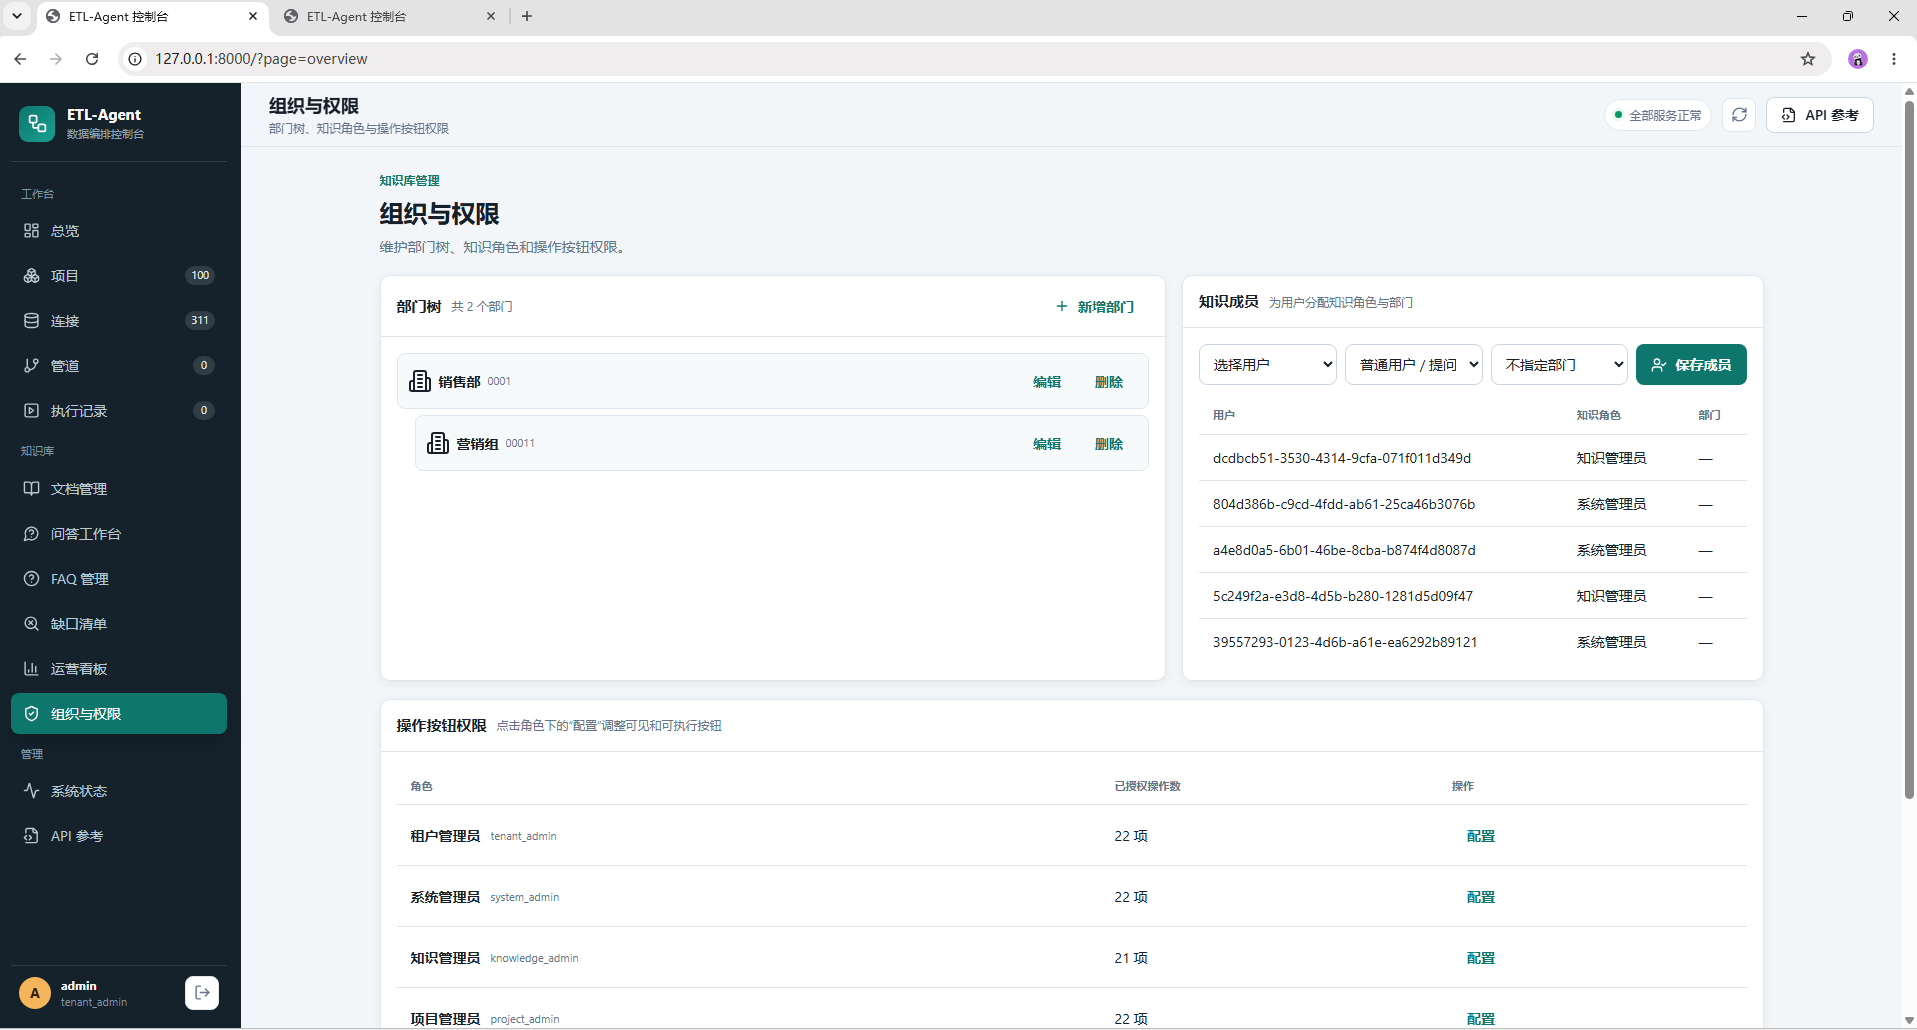 ETL-Agent 控制台
ETL-Agent 控制台
127.0.0.1:8000/?page=overview
ETL-Agent
数据编排控制台
工作台
总览
项目 100
连接 311
管道 0
执行记录 0
知识库
文档管理
问答工作台
FAQ 管理
缺口清单
运营看板
组织与权限
管理
系统状态
API 参考
A
admin
tenant_admin
组织与权限
部门树、知识角色与操作按钮权限
全部服务正常
API 参考
知识库管理
组织与权限
维护部门树、知识角色和操作按钮权限。
部门树 共 2 个部门
+ 新增部门
销售部 0001 编辑 删除
营销组 00011 编辑 删除
知识成员 为用户分配知识角色与部门
选择用户 普通用户 / 提问 不指定部门 保存成员
用户 知识角色 部门
dcdbcb51-3530-4314-9cfa-071f011d349d 知识管理员 —
804d386b-c9cd-4fdd-ab61-25ca46b3076b 系统管理员 —
a4e8d0a5-6b01-46be-8cba-b874f4d8087d 系统管理员 —
5c249f2a-e3d8-4d5b-b280-1281d5d09f47 知识管理员 —
39557293-0123-4d6b-a61e-ea6292b89121 系统管理员 —
操作按钮权限 点击角色下的“配置”调整可见和可执行按钮
角色 已授权操作数 操作
租户管理员 tenant_admin 22 项 配置
系统管理员 system_admin 22 项 配置
知识管理员 knowledge_admin 21 项 配置
项目管理员 project_admin 22 项 配置